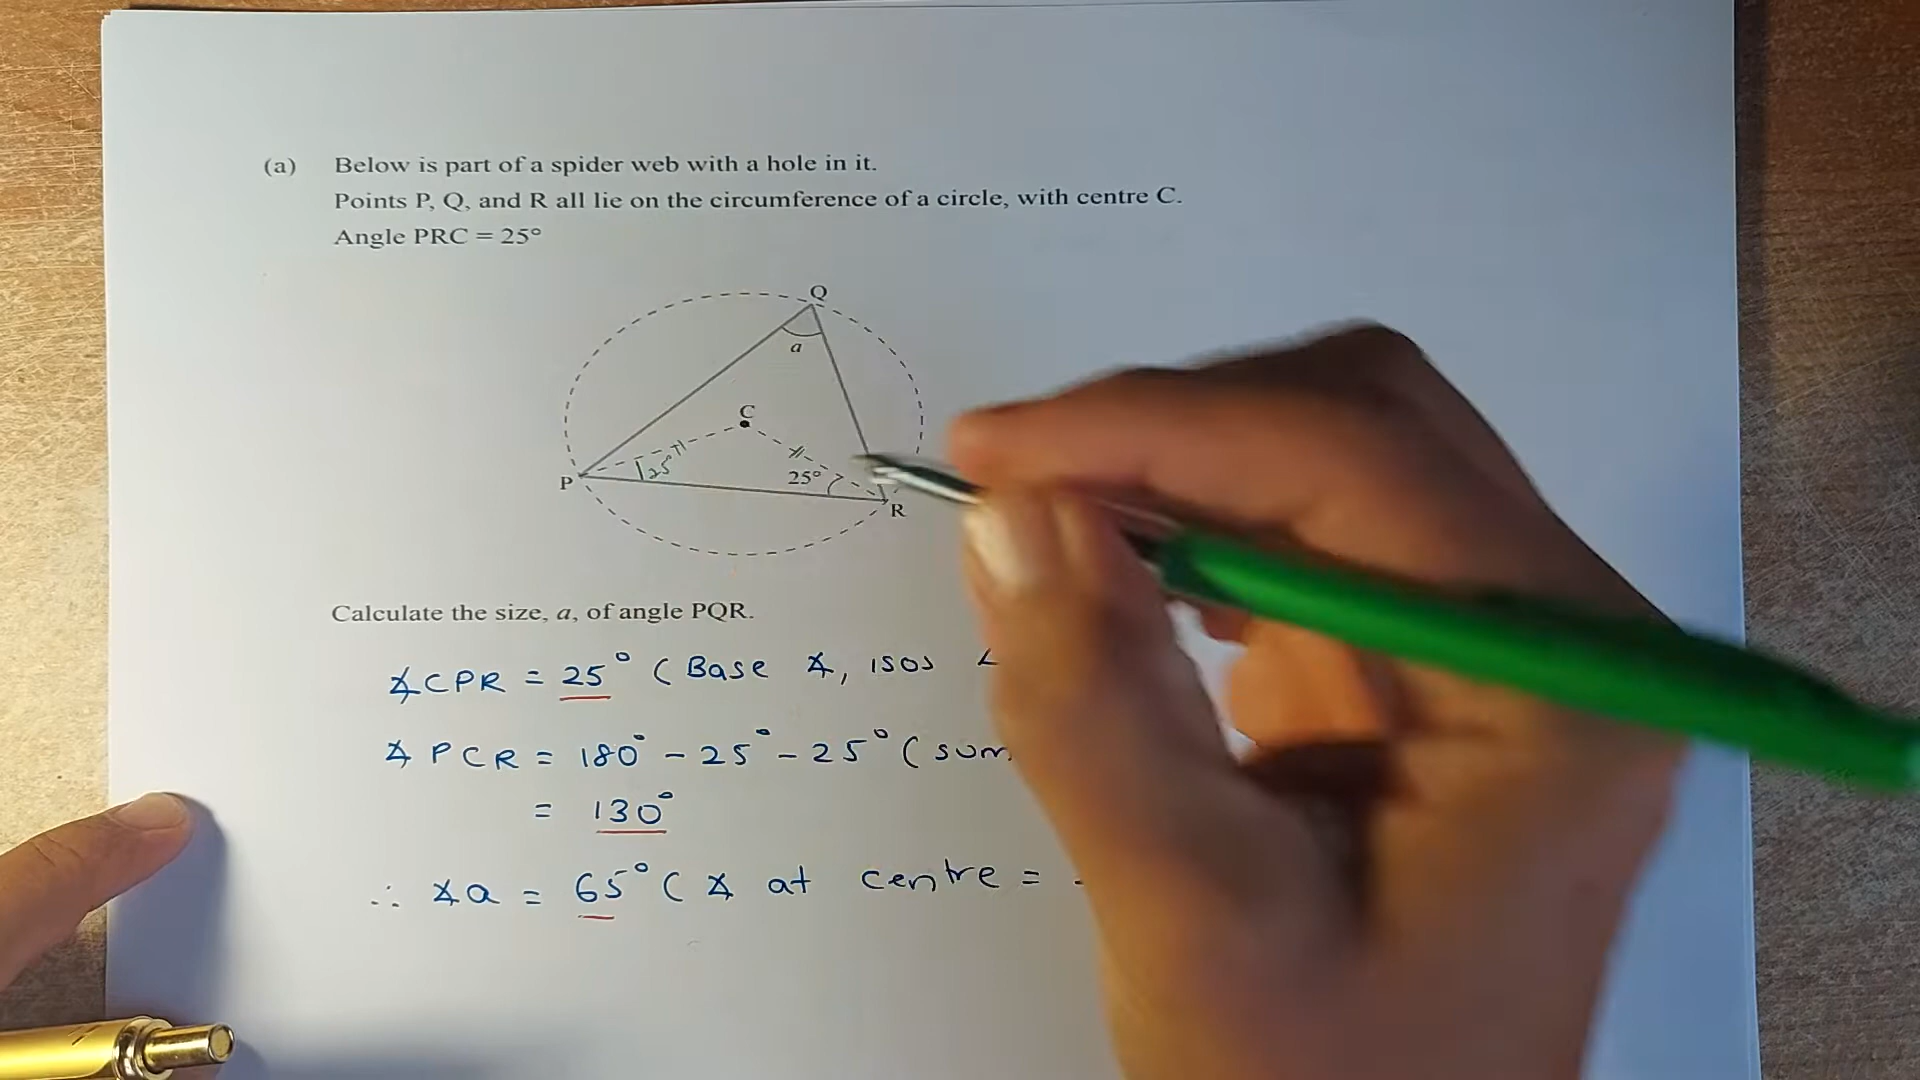 (a) Below is part of a spider web with a hole in it.
Points P, Q, and R all lie on the circumference of a circle, with centre C.
Angle PRC = 25°
Q
a
C
25°
25°
P
R
Calculate the size, a, of angle PQR.
∡CPR = 25° (Base ∡, isos
∡PCR = 180° - 25° - 25° (sum
= 130°
∴ ∡a = 65° (∡ at centre =